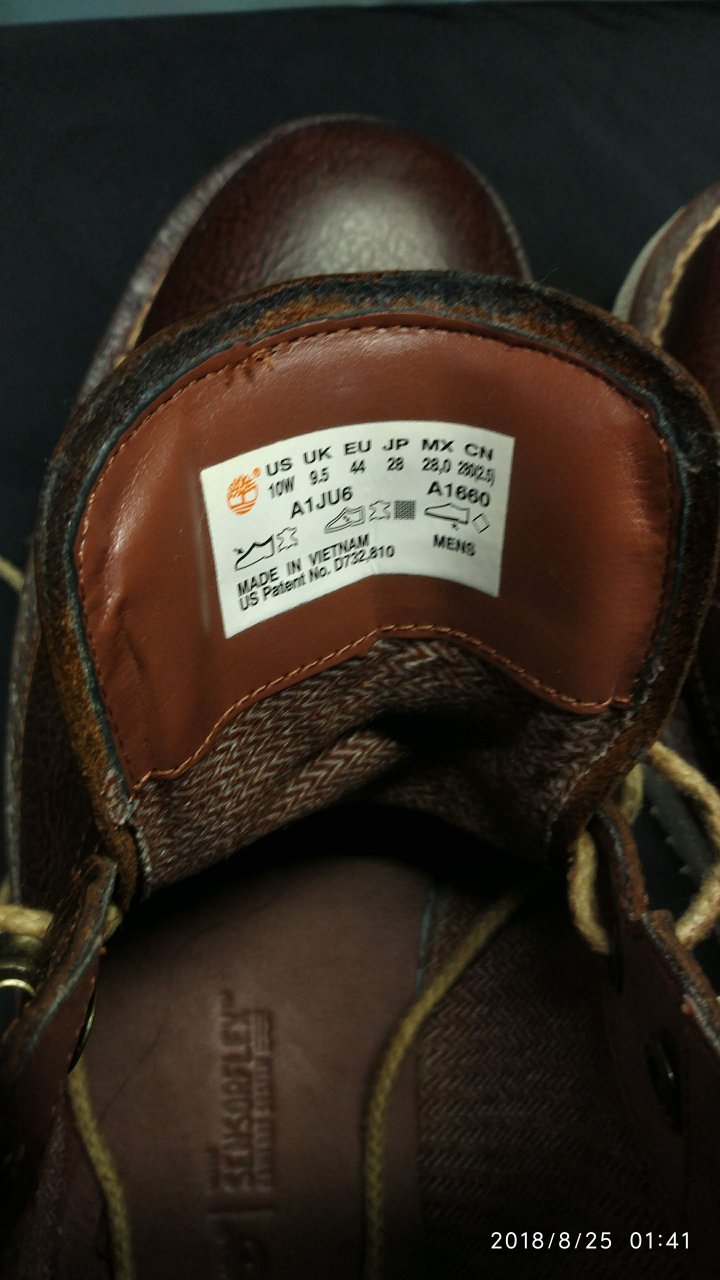 US UK EU JP MX CN
10W 9.5 44 28 28,0 280(2.5)
A1JU6 A1660
MADE IN VIETNAM MENS
US Patent No. D732,810
SENSORFLEX™
2018/8/25 01:41